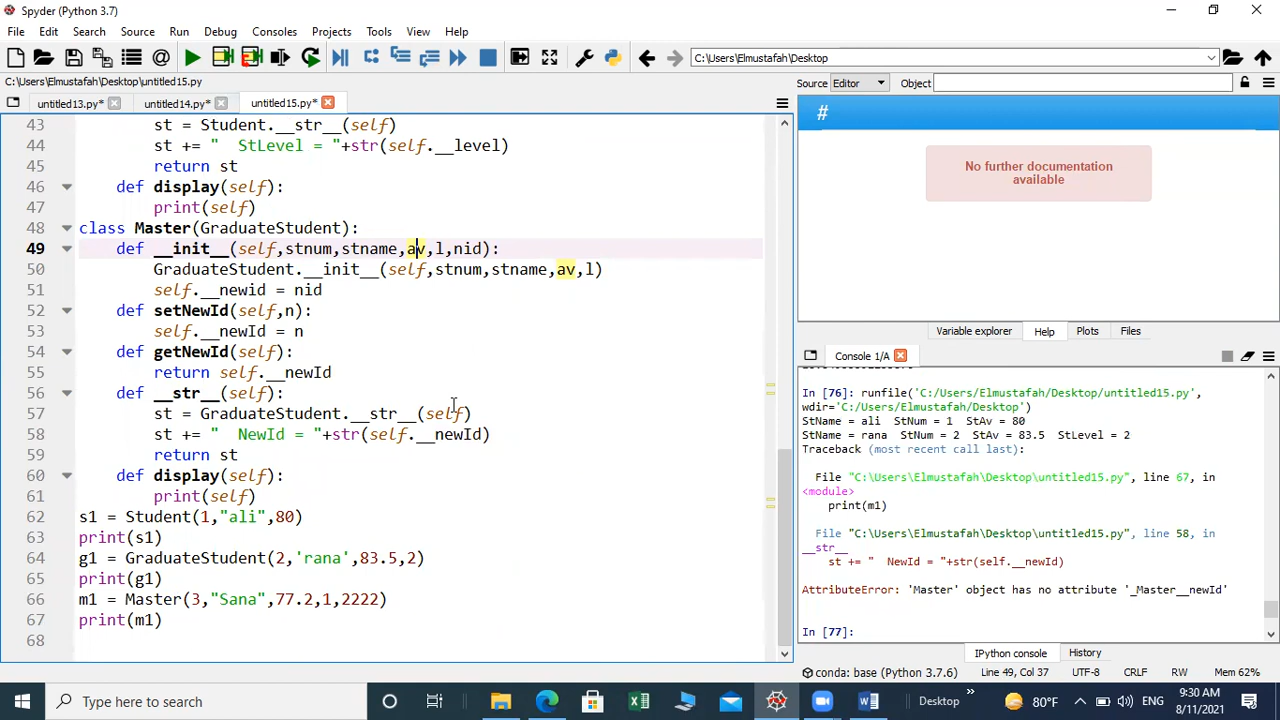 Spyder (Python 3.7)
File Edit Search Source Run Debug Consoles Projects Tools View Help
C:\Users\Elmustafah\Desktop
C:\Users\Elmustafah\Desktop\untitled15.py
untitled13.py* untitled14.py* untitled15.py*
43 st = Student.__str__(self)
44 st += "  StLevel = "+str(self.__level)
45 return st
46 def display(self):
47 print(self)
48 class Master(GraduateStudent):
49 def __init__(self,stnum,stname,av,l,nid):
50 GraduateStudent.__init__(self,stnum,stname,av,l)
51 self.__newid = nid
52 def setNewId(self,n):
53 self.__newId = n
54 def getNewId(self):
55 return self.__newId
56 def __str__(self):
57 st = GraduateStudent.__str__(self)
58 st += "  NewId = "+str(self.__newId)
59 return st
60 def display(self):
61 print(self)
62 s1 = Student(1,"ali",80)
63 print(s1)
64 g1 = GraduateStudent(2,'rana',83.5,2)
65 print(g1)
66 m1 = Master(3,"Sana",77.2,1,2222)
67 print(m1)
68
Source Editor Object
#
No further documentation
available
Variable explorer Help Plots Files
Console 1/A
In [76]: runfile('C:/Users/Elmustafah/Desktop/untitled15.py',
wdir='C:/Users/Elmustafah/Desktop')
StName = ali  StNum = 1  StAv = 80
StName = rana  StNum = 2  StAv = 83.5  StLevel = 2
Traceback (most recent call last):
File "C:\Users\Elmustafah\Desktop\untitled15.py", line 67, in
<module>
print(m1)
File "C:\Users\Elmustafah\Desktop\untitled15.py", line 58, in
__str__
st += "  NewId = "+str(self.__newId)
AttributeError: 'Master' object has no attribute '_Master__newId'
In [77]:
IPython console History
conda: base (Python 3.7.6) Line 49, Col 37 UTF-8 CRLF RW Mem 62%
Type here to search
Desktop » 80°F ENG
9:30 AM
8/11/2021